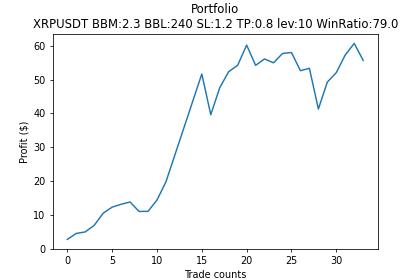 Portfolio
XRPUSDT BBM:2.3 BBL:240 SL:1.2 TP:0.8 lev:10 WinRatio:79.0
60
50
40
30
20
10
0
Profit ($)
0 5 10 15 20 25 30
Trade counts